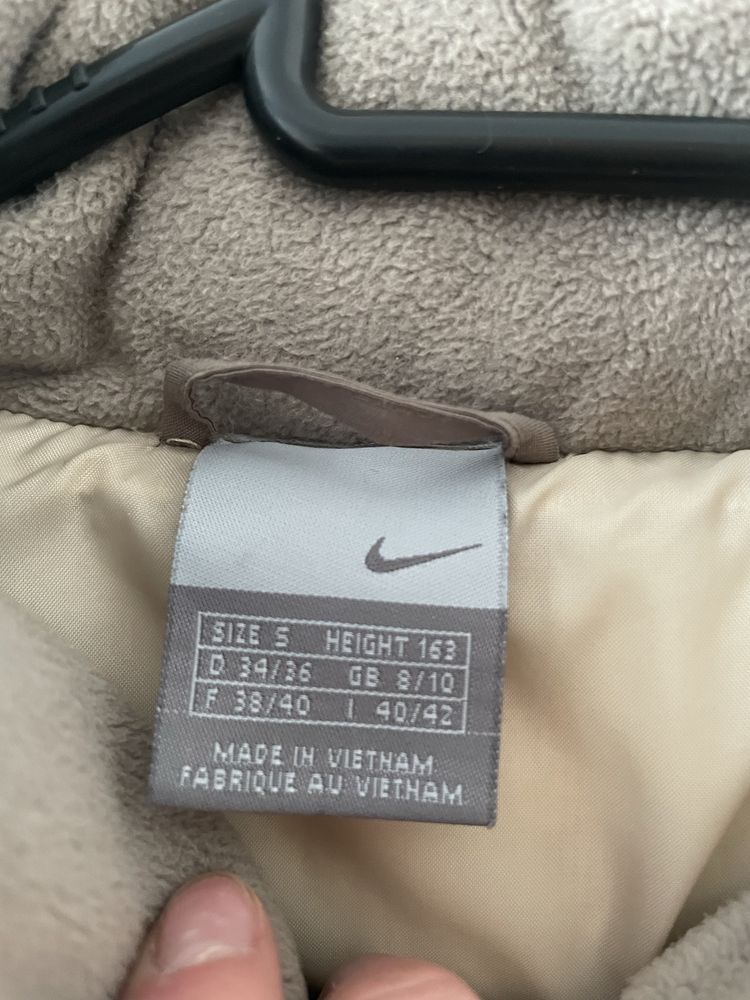 SIZE S HEIGHT 163
D 34/36 GB 8/10
F 38/40 I 40/42
MADE IN VIETNAM
FABRIQUE AU VIETNAM